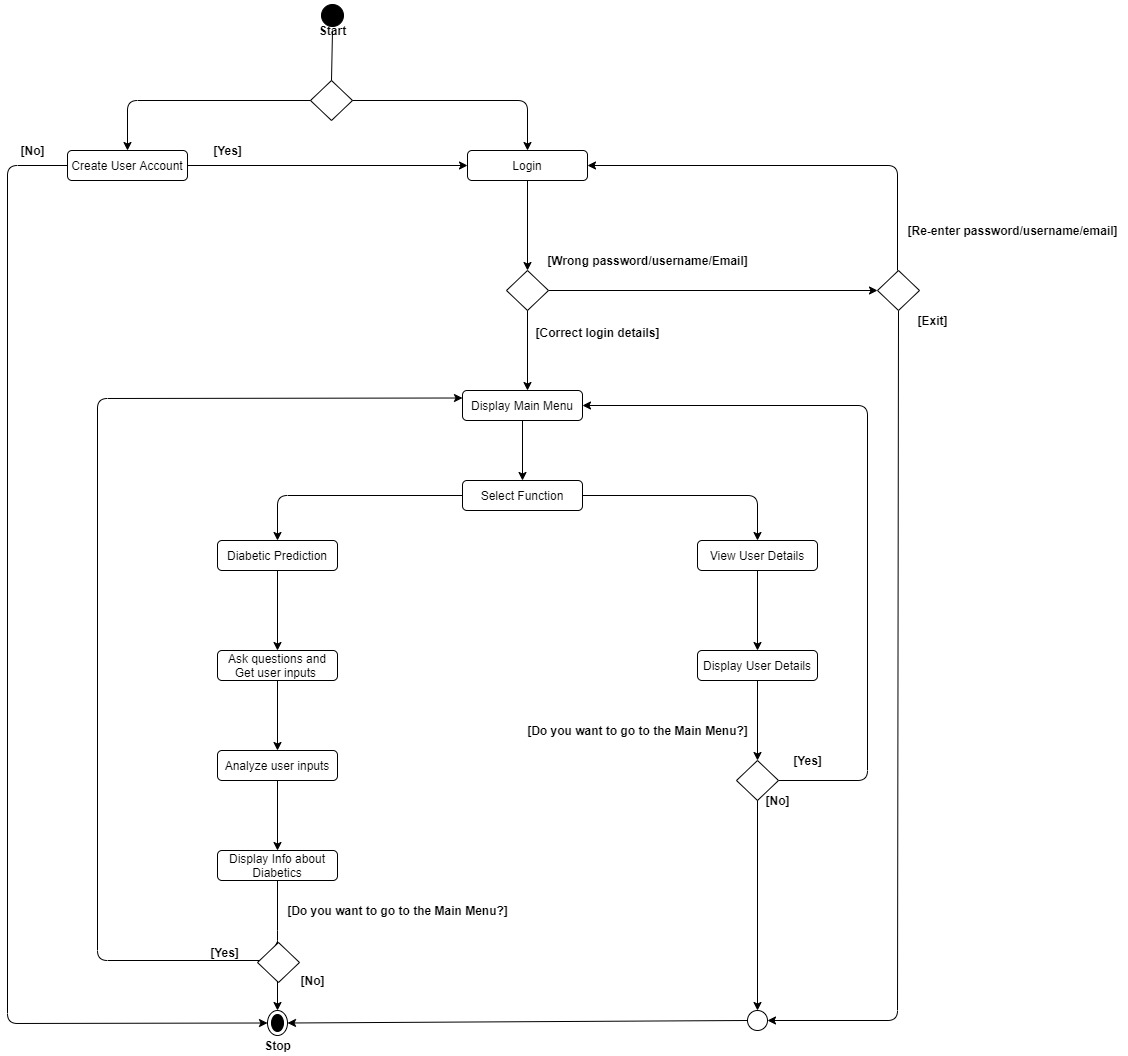 Start
[No]
[Yes]
Create User Account
Login
[Re-enter password/username/email]
[Wrong password/username/Email]
[Exit]
[Correct login details]
Display Main Menu
Select Function
Diabetic Prediction
View User Details
Ask questions and
Get user inputs
Display User Details
[Do you want to go to the Main Menu?]
[Yes]
Analyze user inputs
[No]
Display Info about
Diabetics
[Do you want to go to the Main Menu?]
[Yes]
[No]
Stop